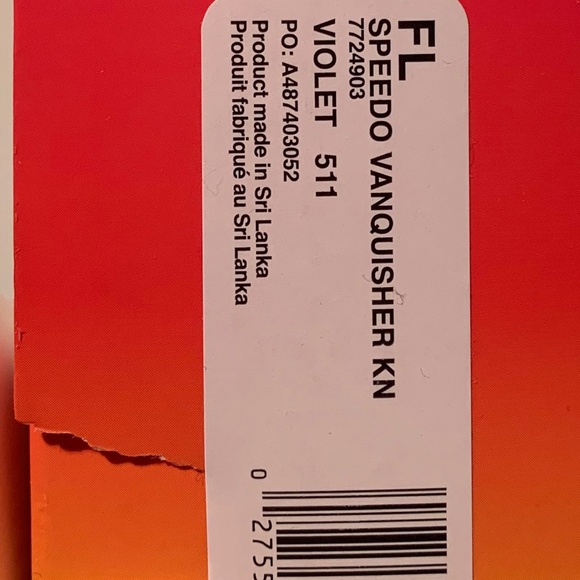 FL
SPEEDO VANQUISHER KN
7724903
VIOLET 511
PO: A487403052
Product made in Sri Lanka
Produit fabriqué au Sri Lanka
0 2755